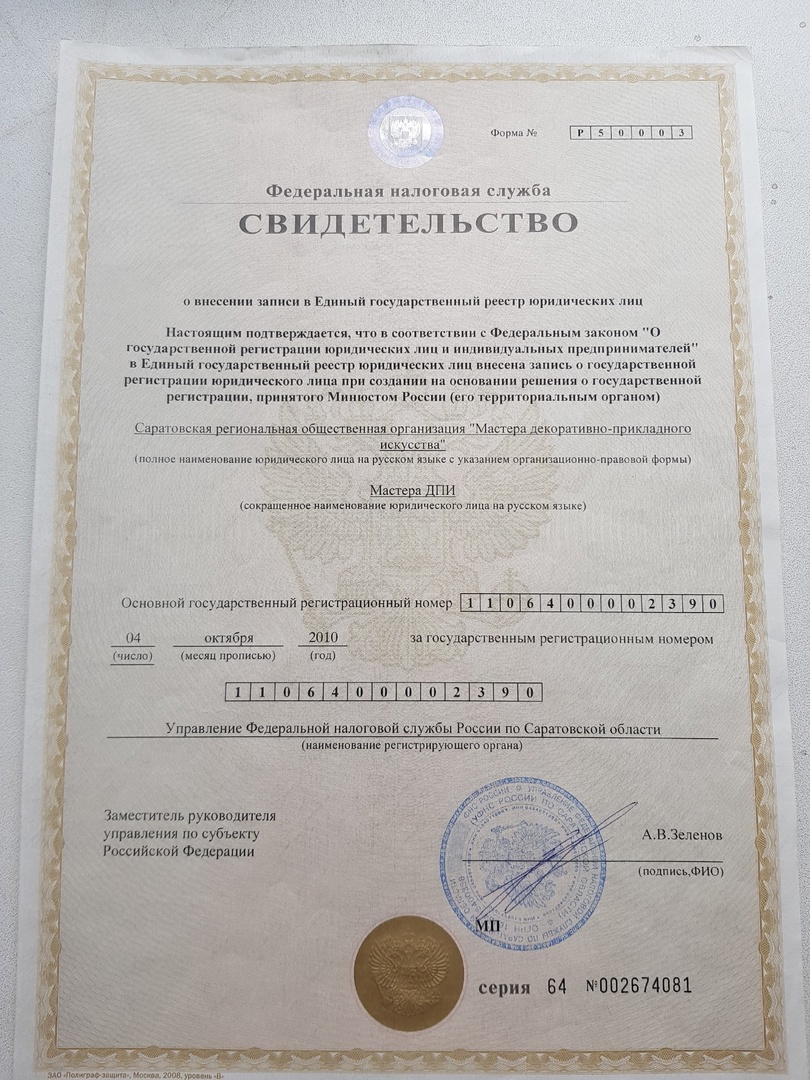 Форма № Р50003
Федеральная налоговая служба
СВИДЕТЕЛЬСТВО
о внесении записи в Единый государственный реестр юридических лиц
Настоящим подтверждается, что в соответствии с Федеральным законом "О
государственной регистрации юридических лиц и индивидуальных предпринимателей"
в Единый государственный реестр юридических лиц внесена запись о государственной
регистрации юридического лица при создании на основании решения о государственной
регистрации, принятого Минюстом России (его территориальным органом)
Саратовская региональная общественная организация "Мастера декоративно-прикладного
искусства"
(полное наименование юридического лица на русском языке с указанием организационно-правовой формы)
Мастера ДПИ
(сокращенное наименование юридического лица на русском языке)
Основной государственный регистрационный номер 1106400002390
04 октября 2010 за государственным регистрационным номером
(число) (месяц прописью) (год)
1106400002390
Управление Федеральной налоговой службы России по Саратовской области
(наименование регистрирующего органа)
Заместитель руководителя
управления по субъекту
Российской Федерации
А.В.Зеленов
(подпись,ФИО)
МП
серия 64 №002674081
ЗАО «Полиграф-защита», Москва, 2008, уровень «В»